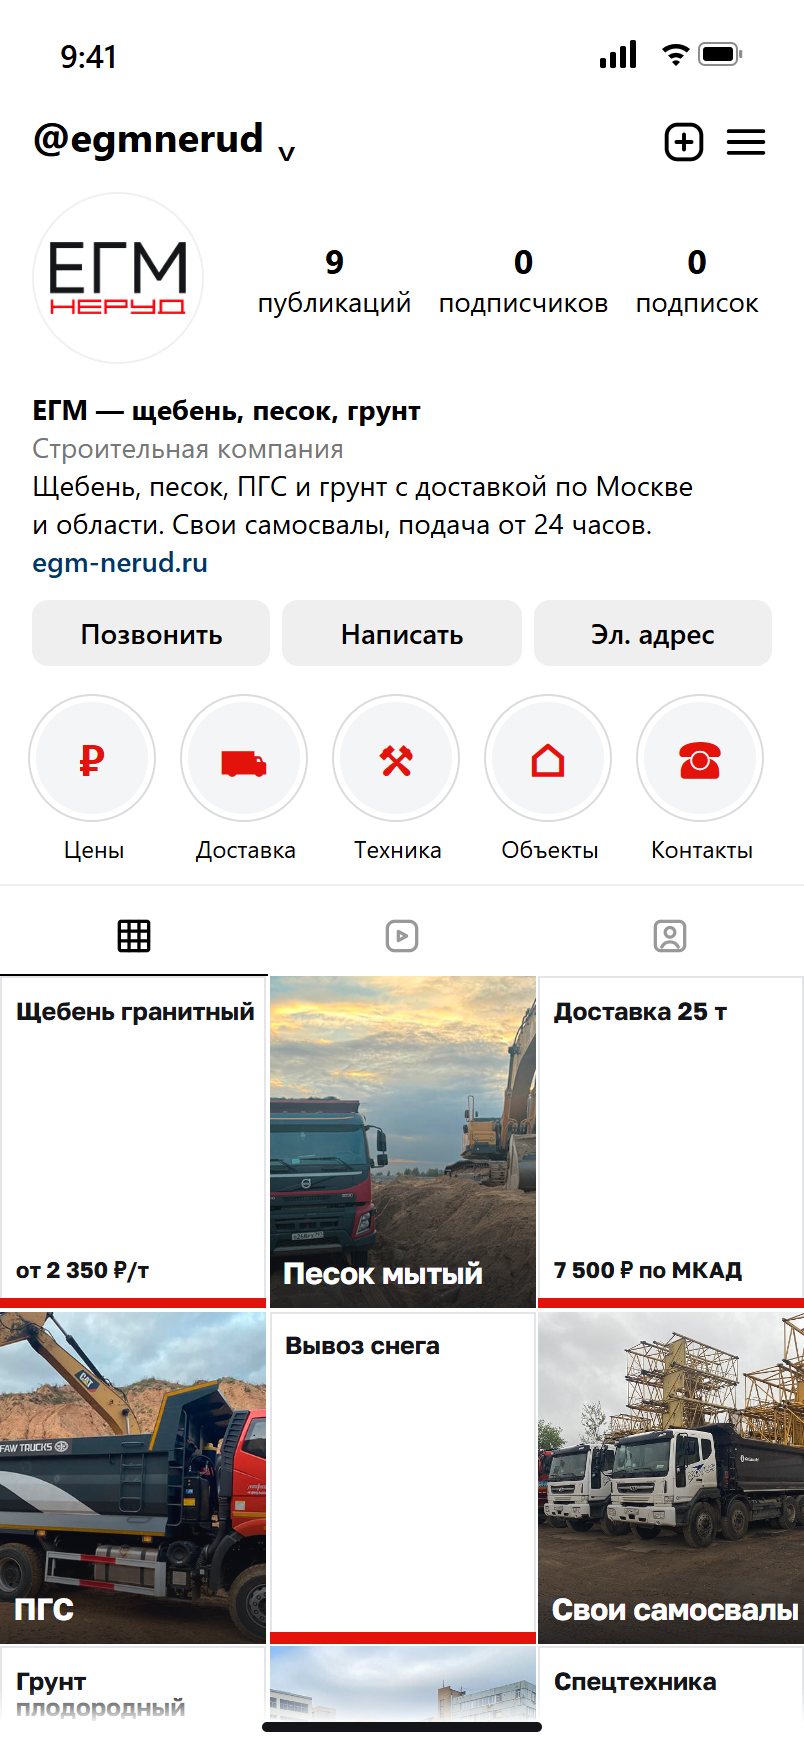 9:41
@egmnerud
ЕГМ
НЕРУД
9
публикаций
0
подписчиков
0
подписок
ЕГМ — щебень, песок, грунт
Строительная компания
Щебень, песок, ПГС и грунт с доставкой по Москве
и области. Свои самосвалы, подача от 24 часов.
egm-nerud.ru
Позвонить
Написать
Эл. адрес
₽
Цены
Доставка
Техника
Объекты
Контакты
Щебень гранитный
от 2 350 ₽/т
Песок мытый
Доставка 25 т
7 500 ₽ по МКАД
CAT
FAW TRUCKS
ПГС
Вывоз снега
Свои самосвалы
Грунт
плодородный
Спецтехника